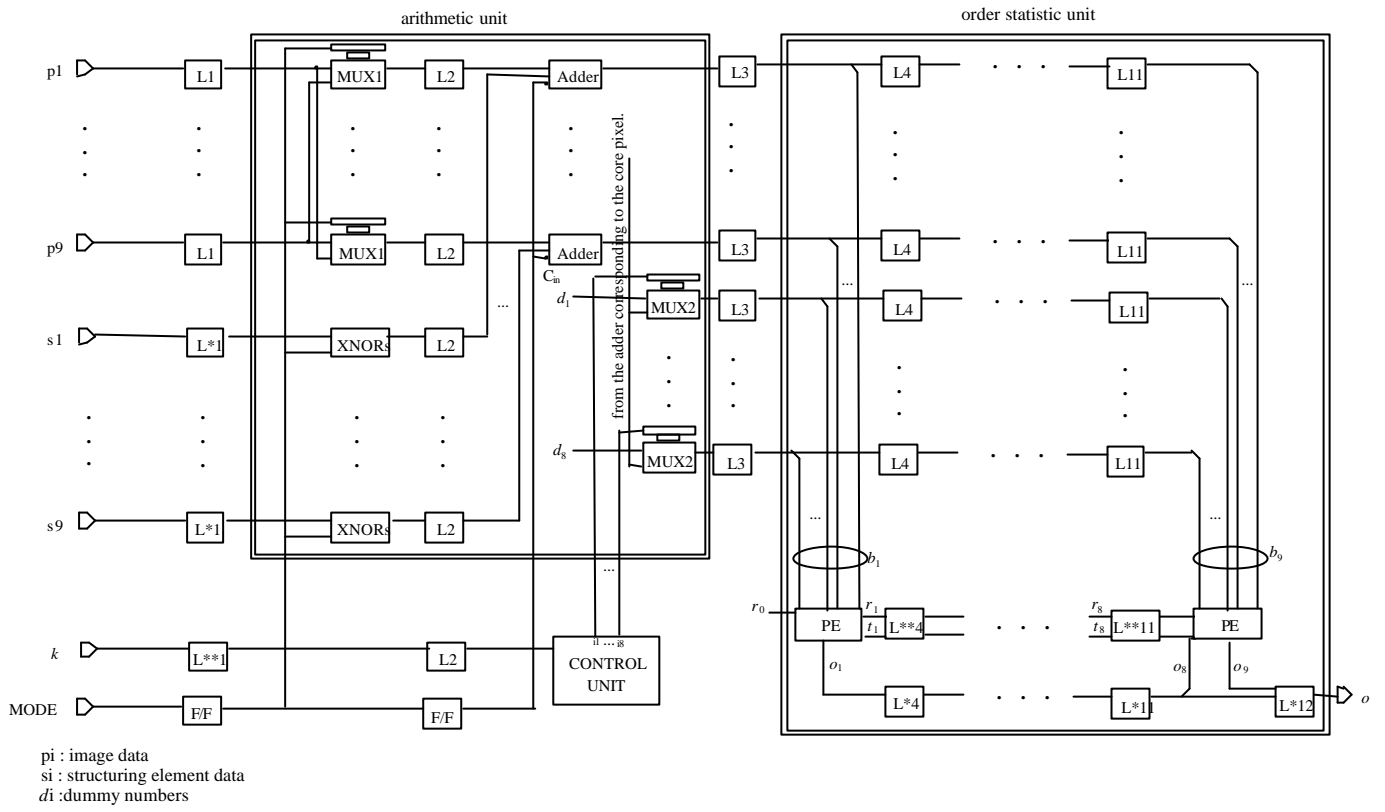 arithmetic unit
order statistic unit
p1 L1 MUX1 L2 Adder L3 L4 . . . L11
p9 L1 MUX1 L2 Adder L3 L4 . . . L11
Cin
d1 MUX2 L3 L4 . . . L11
s1 L*1 XNORs L2 ...
from the adder corresponding to the core pixel.
d8 MUX2 L3 L4 . . . L11
s9 L*1 XNORs L2
... ...
... ...
b1 b9
...
r0 PE r1 t1 L**4 . . . r8 t8 L**11 PE
k L**1 L2 i1 ... i8
CONTROL
UNIT
o1 o8 o9
MODE F/F F/F L*4 . . . L*11 L*12 o
pi : image data
si : structuring element data
di :dummy numbers